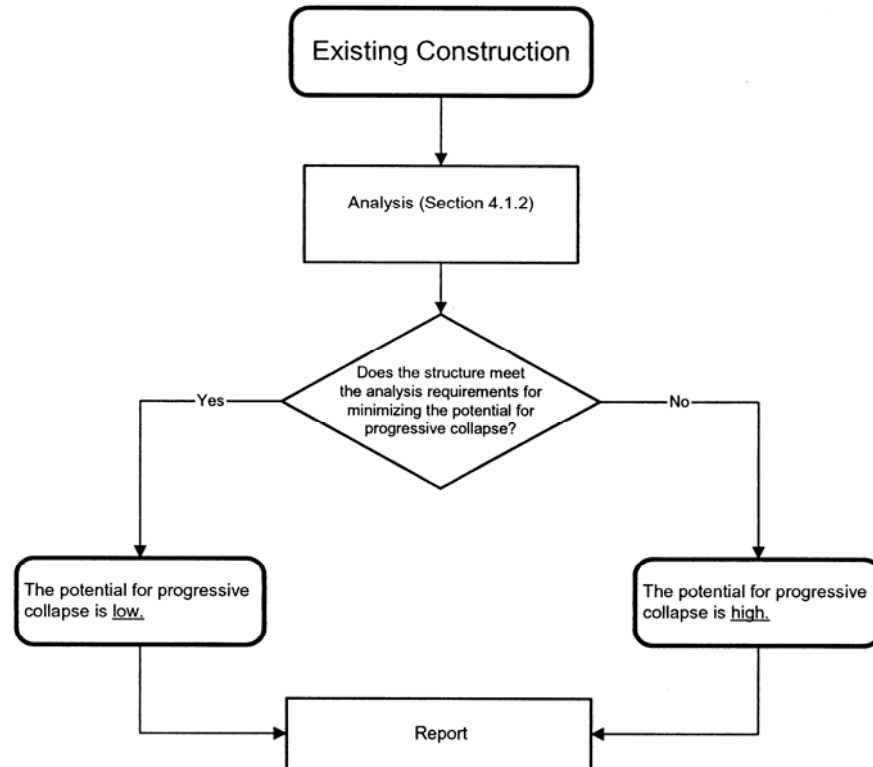 Existing Construction
Analysis (Section 4.1.2)
Does the structure meet
the analysis requirements for
minimizing the potential for
progressive collapse?
Yes
No
The potential for progressive
collapse is low.
The potential for progressive
collapse is high.
Report